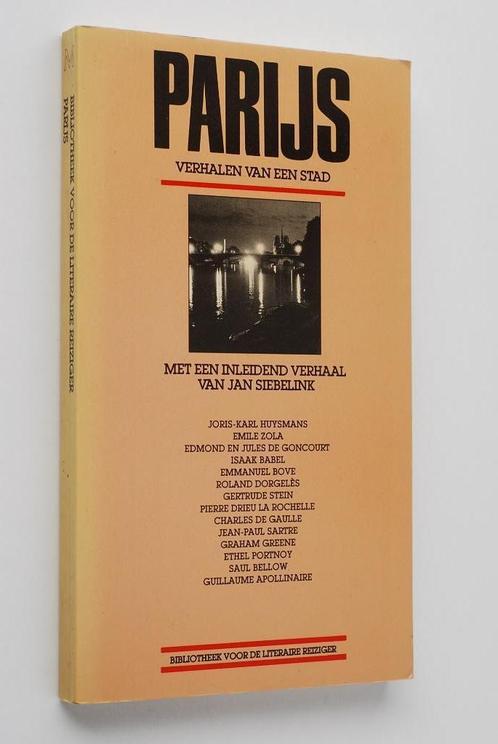 PARIJS
VERHALEN VAN EEN STAD
MET EEN INLEIDEND VERHAAL
VAN JAN SIEBELINK
JORIS-KARL HUYSMANS
EMILE ZOLA
EDMOND EN JULES DE GONCOURT
ISAAK BABEL
EMMANUEL BOVE
ROLAND DORGELÈS
GERTRUDE STEIN
PIERRE DRIEU LA ROCHELLE
CHARLES DE GAULLE
JEAN-PAUL SARTRE
GRAHAM GREENE
ETHEL PORTNOY
SAUL BELLOW
GUILLAUME APOLLINAIRE
BIBLIOTHEEK VOOR DE LITERAIRE REIZIGER
BIBLIOTHEEK VOOR DE LITERAIRE REIZIGER
PARIJS